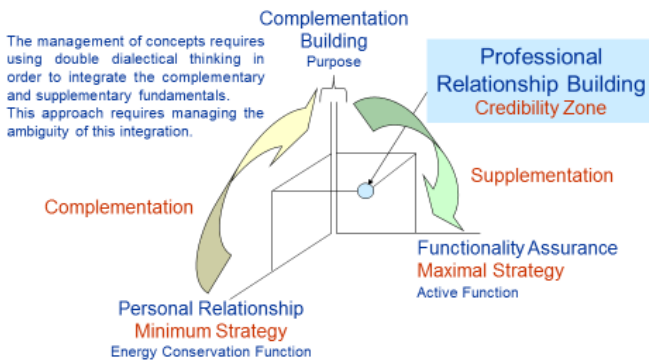 Complementation
Building
Purpose
The management of concepts requires
using double dialectical thinking in
order to integrate the complementary
and supplementary fundamentals.
This approach requires managing the
ambiguity of this integration.
Professional
Relationship Building
Credibility Zone
Complementation
Supplementation
Functionality Assurance
Maximal Strategy
Active Function
Personal Relationship
Minimum Strategy
Energy Conservation Function